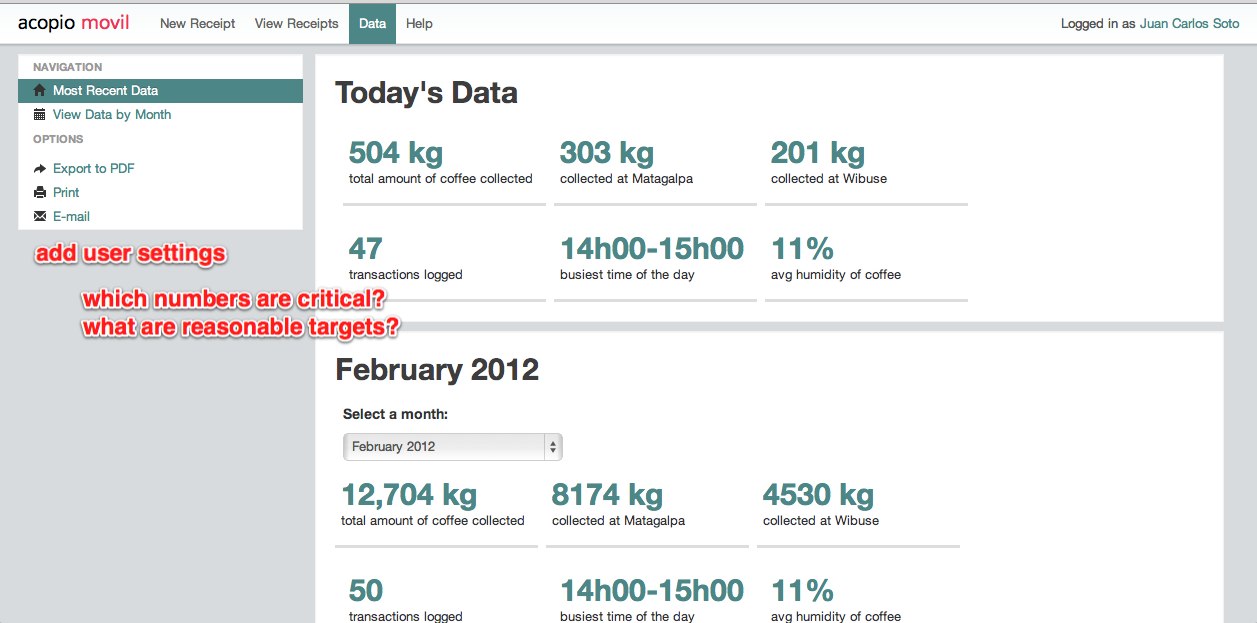 acopio movil New Receipt View Receipts Data Help Logged in as Juan Carlos Soto
NAVIGATION
Most Recent Data
View Data by Month
OPTIONS
Export to PDF
Print
E-mail
add user settings
which numbers are critical?
what are reasonable targets?
Today's Data
504 kg 303 kg 201 kg
total amount of coffee collected collected at Matagalpa collected at Wibuse
47 14h00-15h00 11%
transactions logged busiest time of the day avg humidity of coffee
February 2012
Select a month:
February 2012
12,704 kg 8174 kg 4530 kg
total amount of coffee collected collected at Matagalpa collected at Wibuse
50 14h00-15h00 11%
transactions logged busiest time of the day avg humidity of coffee